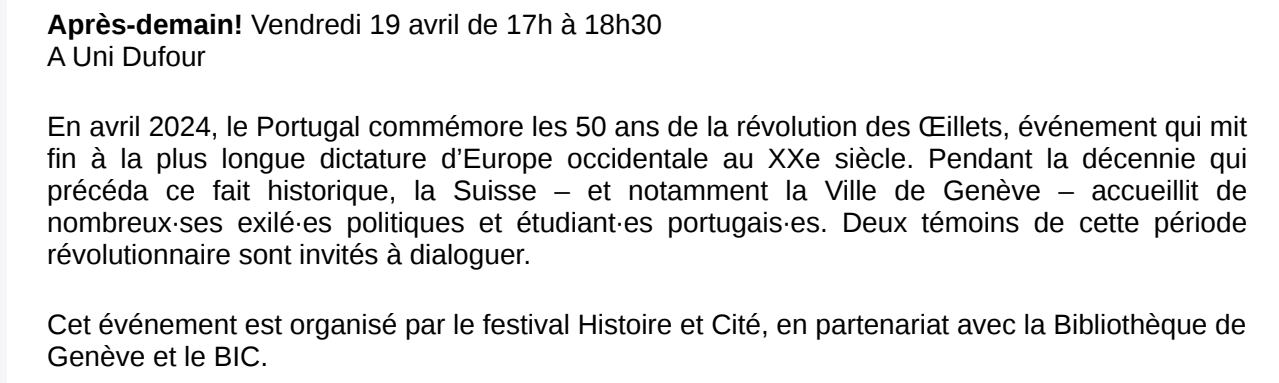 Après-demain! Vendredi 19 avril de 17h à 18h30
A Uni Dufour
En avril 2024, le Portugal commémore les 50 ans de la révolution des Œillets, événement qui mit
fin à la plus longue dictature d'Europe occidentale au XXe siècle. Pendant la décennie qui
précéda ce fait historique, la Suisse – et notamment la Ville de Genève – accueillit de
nombreux·ses exilé·es politiques et étudiant·es portugais·es. Deux témoins de cette période
révolutionnaire sont invités à dialoguer.
Cet événement est organisé par le festival Histoire et Cité, en partenariat avec la Bibliothèque de
Genève et le BIC.